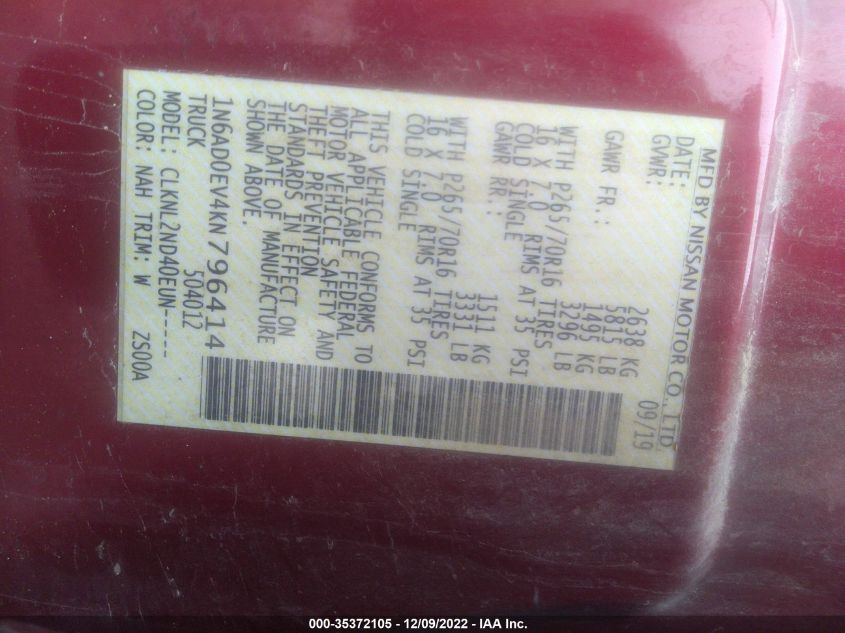 MFD BY NISSAN MOTOR CO., LTD.
DATE: 09/19
GVWR: 2638 KG
5815 LB
GAWR FR.: 1495 KG
3296 LB
WITH P265/70R16 TIRES
16 X 7.0 RIMS AT 35 PSI
COLD SINGLE
GAWR RR.: 1511 KG
3331 LB
WITH P265/70R16 TIRES
16 X 7.0 RIMS AT 35 PSI
COLD SINGLE
THIS VEHICLE CONFORMS TO
ALL APPLICABLE FEDERAL
MOTOR VEHICLE SAFETY AND
THEFT PREVENTION
STANDARDS IN EFFECT ON
THE DATE OF MANUFACTURE
SHOWN ABOVE.
1N6AD0EV4KN796414
TRUCK 504012
MODEL: CLKNL2ND40EUN-----
COLOR: NAH TRIM: W ZS00A
000-35372105 - 12/09/2022 - IAA Inc.